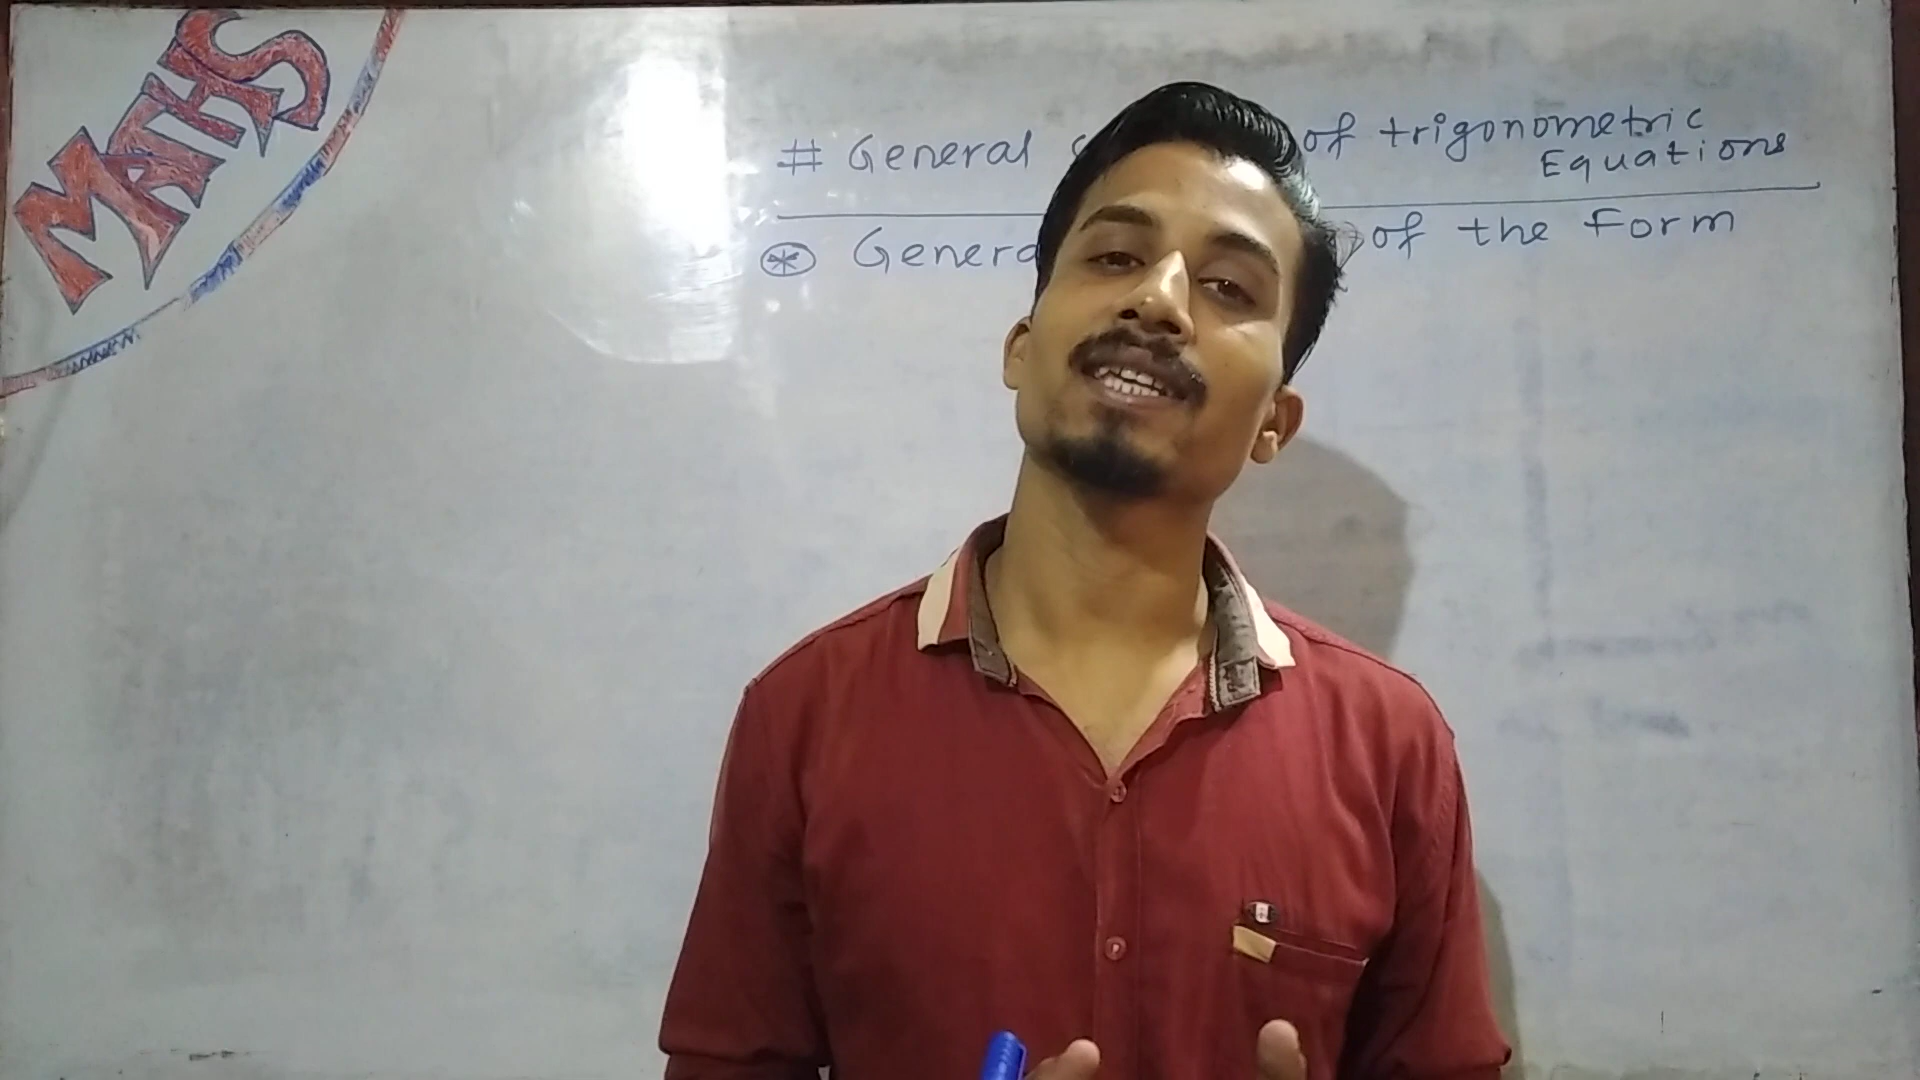 MATHS
# General of trigonometric
Equations
⊛ General of the form